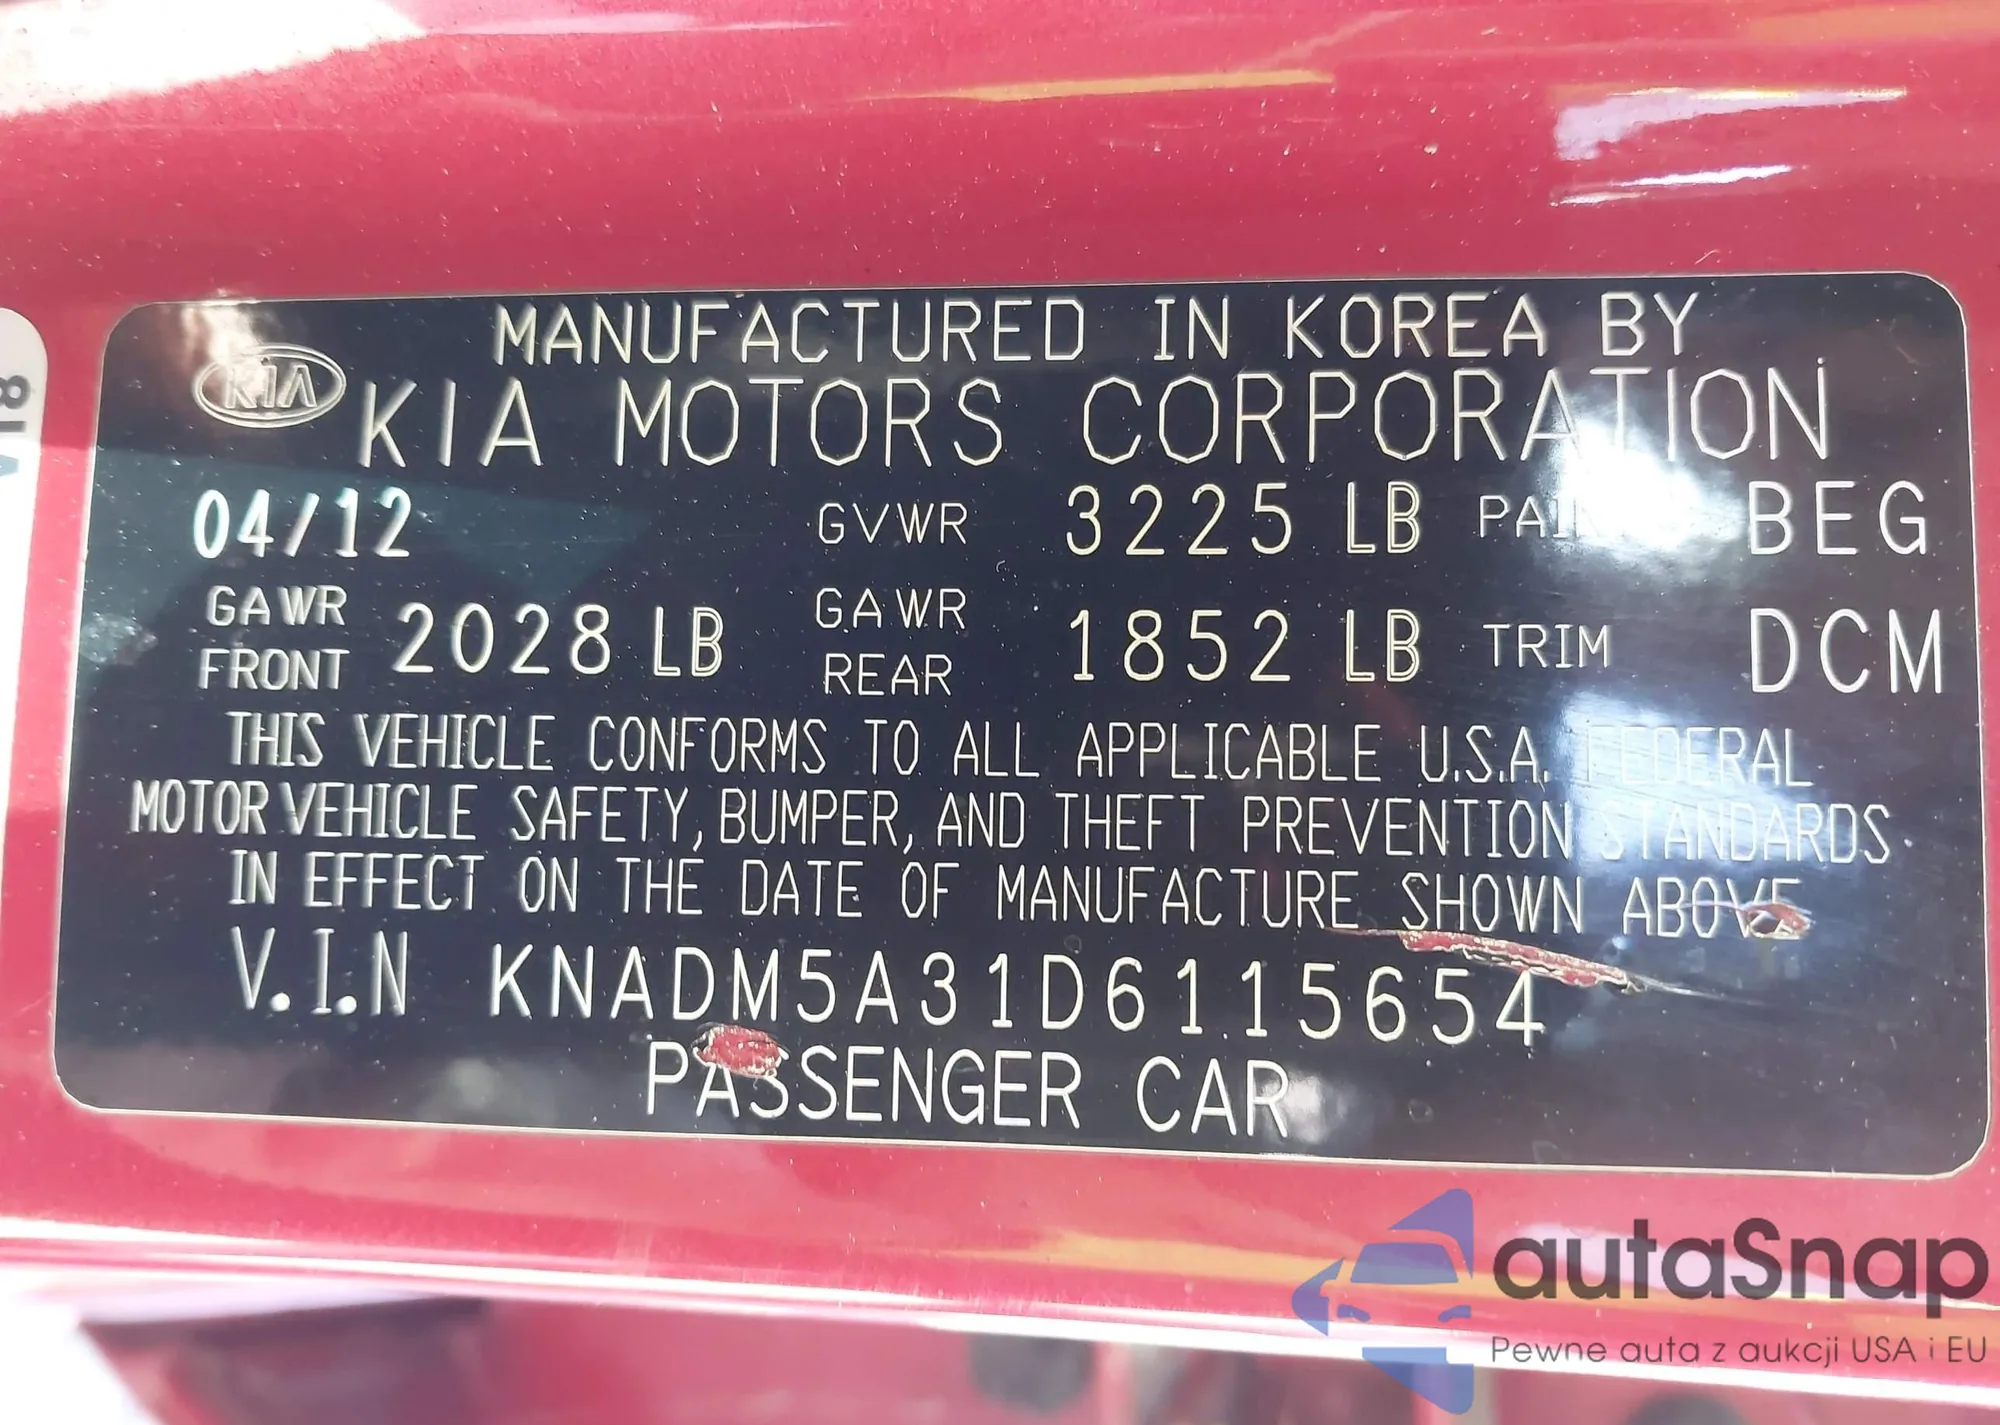 MANUFACTURED IN KOREA BY
KIA
KIA MOTORS CORPORATION
04/12 GVWR 3225 LB PAINT BEG
GAWR FRONT 2028 LB GAWR REAR 1852 LB TRIM DCM
THIS VEHICLE CONFORMS TO ALL APPLICABLE U.S.A. FEDERAL
MOTOR VEHICLE SAFETY, BUMPER, AND THEFT PREVENTION STANDARDS
IN EFFECT ON THE DATE OF MANUFACTURE SHOWN ABOVE
V.I.N KNADM5A31D6115654
PASSENGER CAR
autaSnap
Pewne auta z aukcji USA i EU